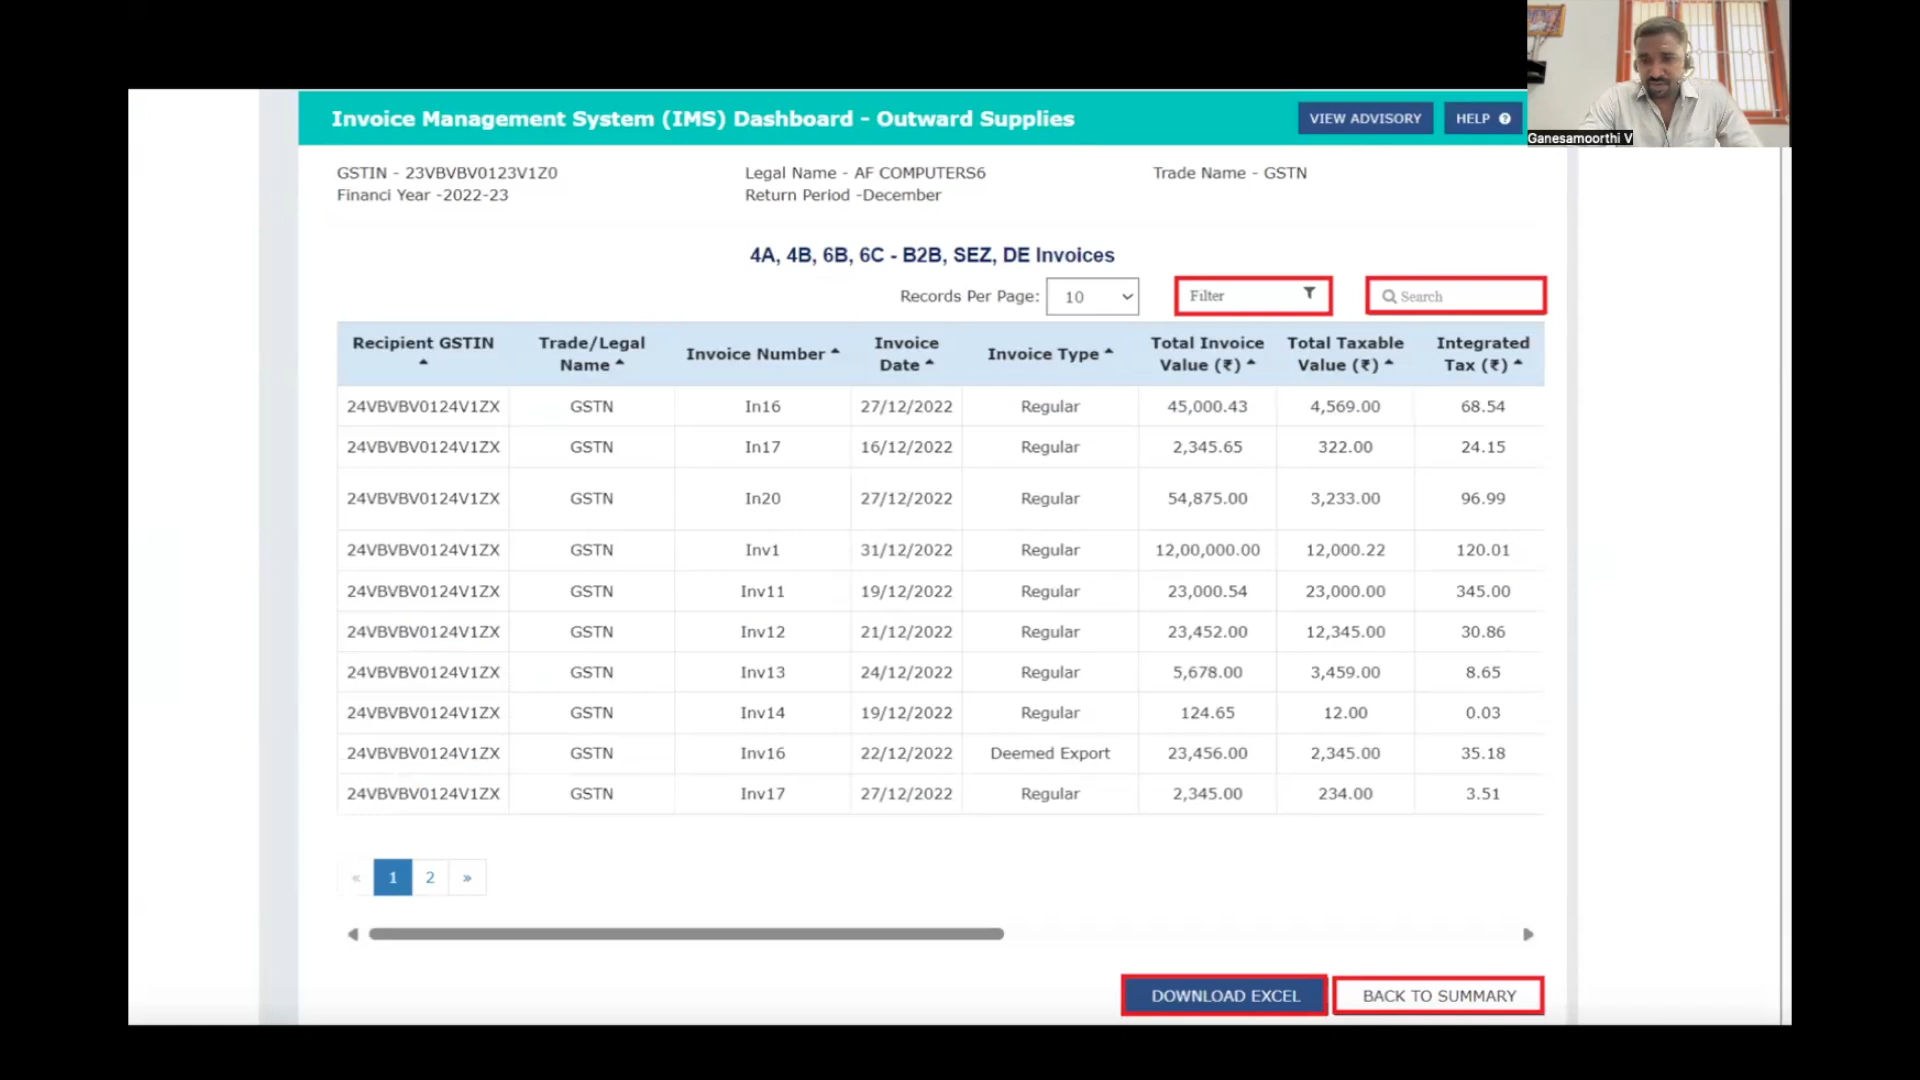 Invoice Management System (IMS) Dashboard - Outward Supplies
VIEW ADVISORY
HELP ?
Ganesamoorthi V
GSTIN - 23VBVBV0123V1Z0 Legal Name - AF COMPUTERS6 Trade Name - GSTN
Financi Year -2022-23 Return Period -December
4A, 4B, 6B, 6C - B2B, SEZ, DE Invoices
Records Per Page: 10 Filter Search
Recipient GSTIN Trade/Legal Name Invoice Number Invoice Date Invoice Type Total Invoice Value (₹) Total Taxable Value (₹) Integrated Tax (₹)
24VBVBV0124V1ZX GSTN In16 27/12/2022 Regular 45,000.43 4,569.00 68.54
24VBVBV0124V1ZX GSTN In17 16/12/2022 Regular 2,345.65 322.00 24.15
24VBVBV0124V1ZX GSTN In20 27/12/2022 Regular 54,875.00 3,233.00 96.99
24VBVBV0124V1ZX GSTN Inv1 31/12/2022 Regular 12,00,000.00 12,000.22 120.01
24VBVBV0124V1ZX GSTN Inv11 19/12/2022 Regular 23,000.54 23,000.00 345.00
24VBVBV0124V1ZX GSTN Inv12 21/12/2022 Regular 23,452.00 12,345.00 30.86
24VBVBV0124V1ZX GSTN Inv13 24/12/2022 Regular 5,678.00 3,459.00 8.65
24VBVBV0124V1ZX GSTN Inv14 19/12/2022 Regular 124.65 12.00 0.03
24VBVBV0124V1ZX GSTN Inv16 22/12/2022 Deemed Export 23,456.00 2,345.00 35.18
24VBVBV0124V1ZX GSTN Inv17 27/12/2022 Regular 2,345.00 234.00 3.51
« 1 2 »
DOWNLOAD EXCEL BACK TO SUMMARY